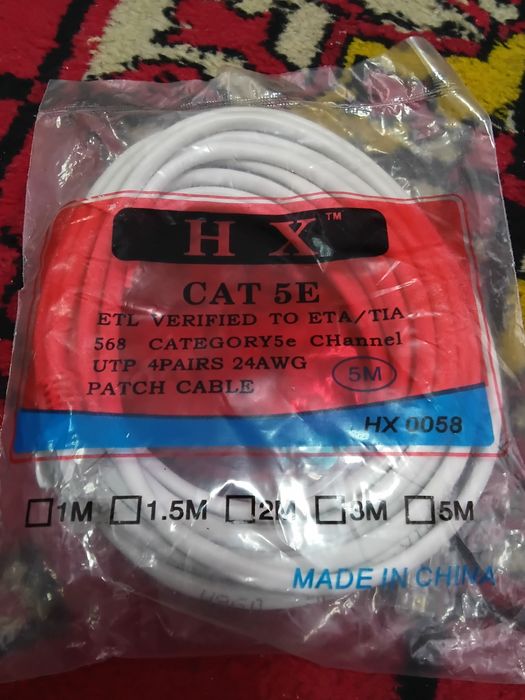 H X ™
CAT 5E
ETL VERIFIED TO ETA/TIA
568 CATEGORY5e CHannel
UTP 4PAIRS 24AWG
PATCH CABLE
5M
HX 0058
1M 1.5M 2M 3M 5M
MADE IN CHINA